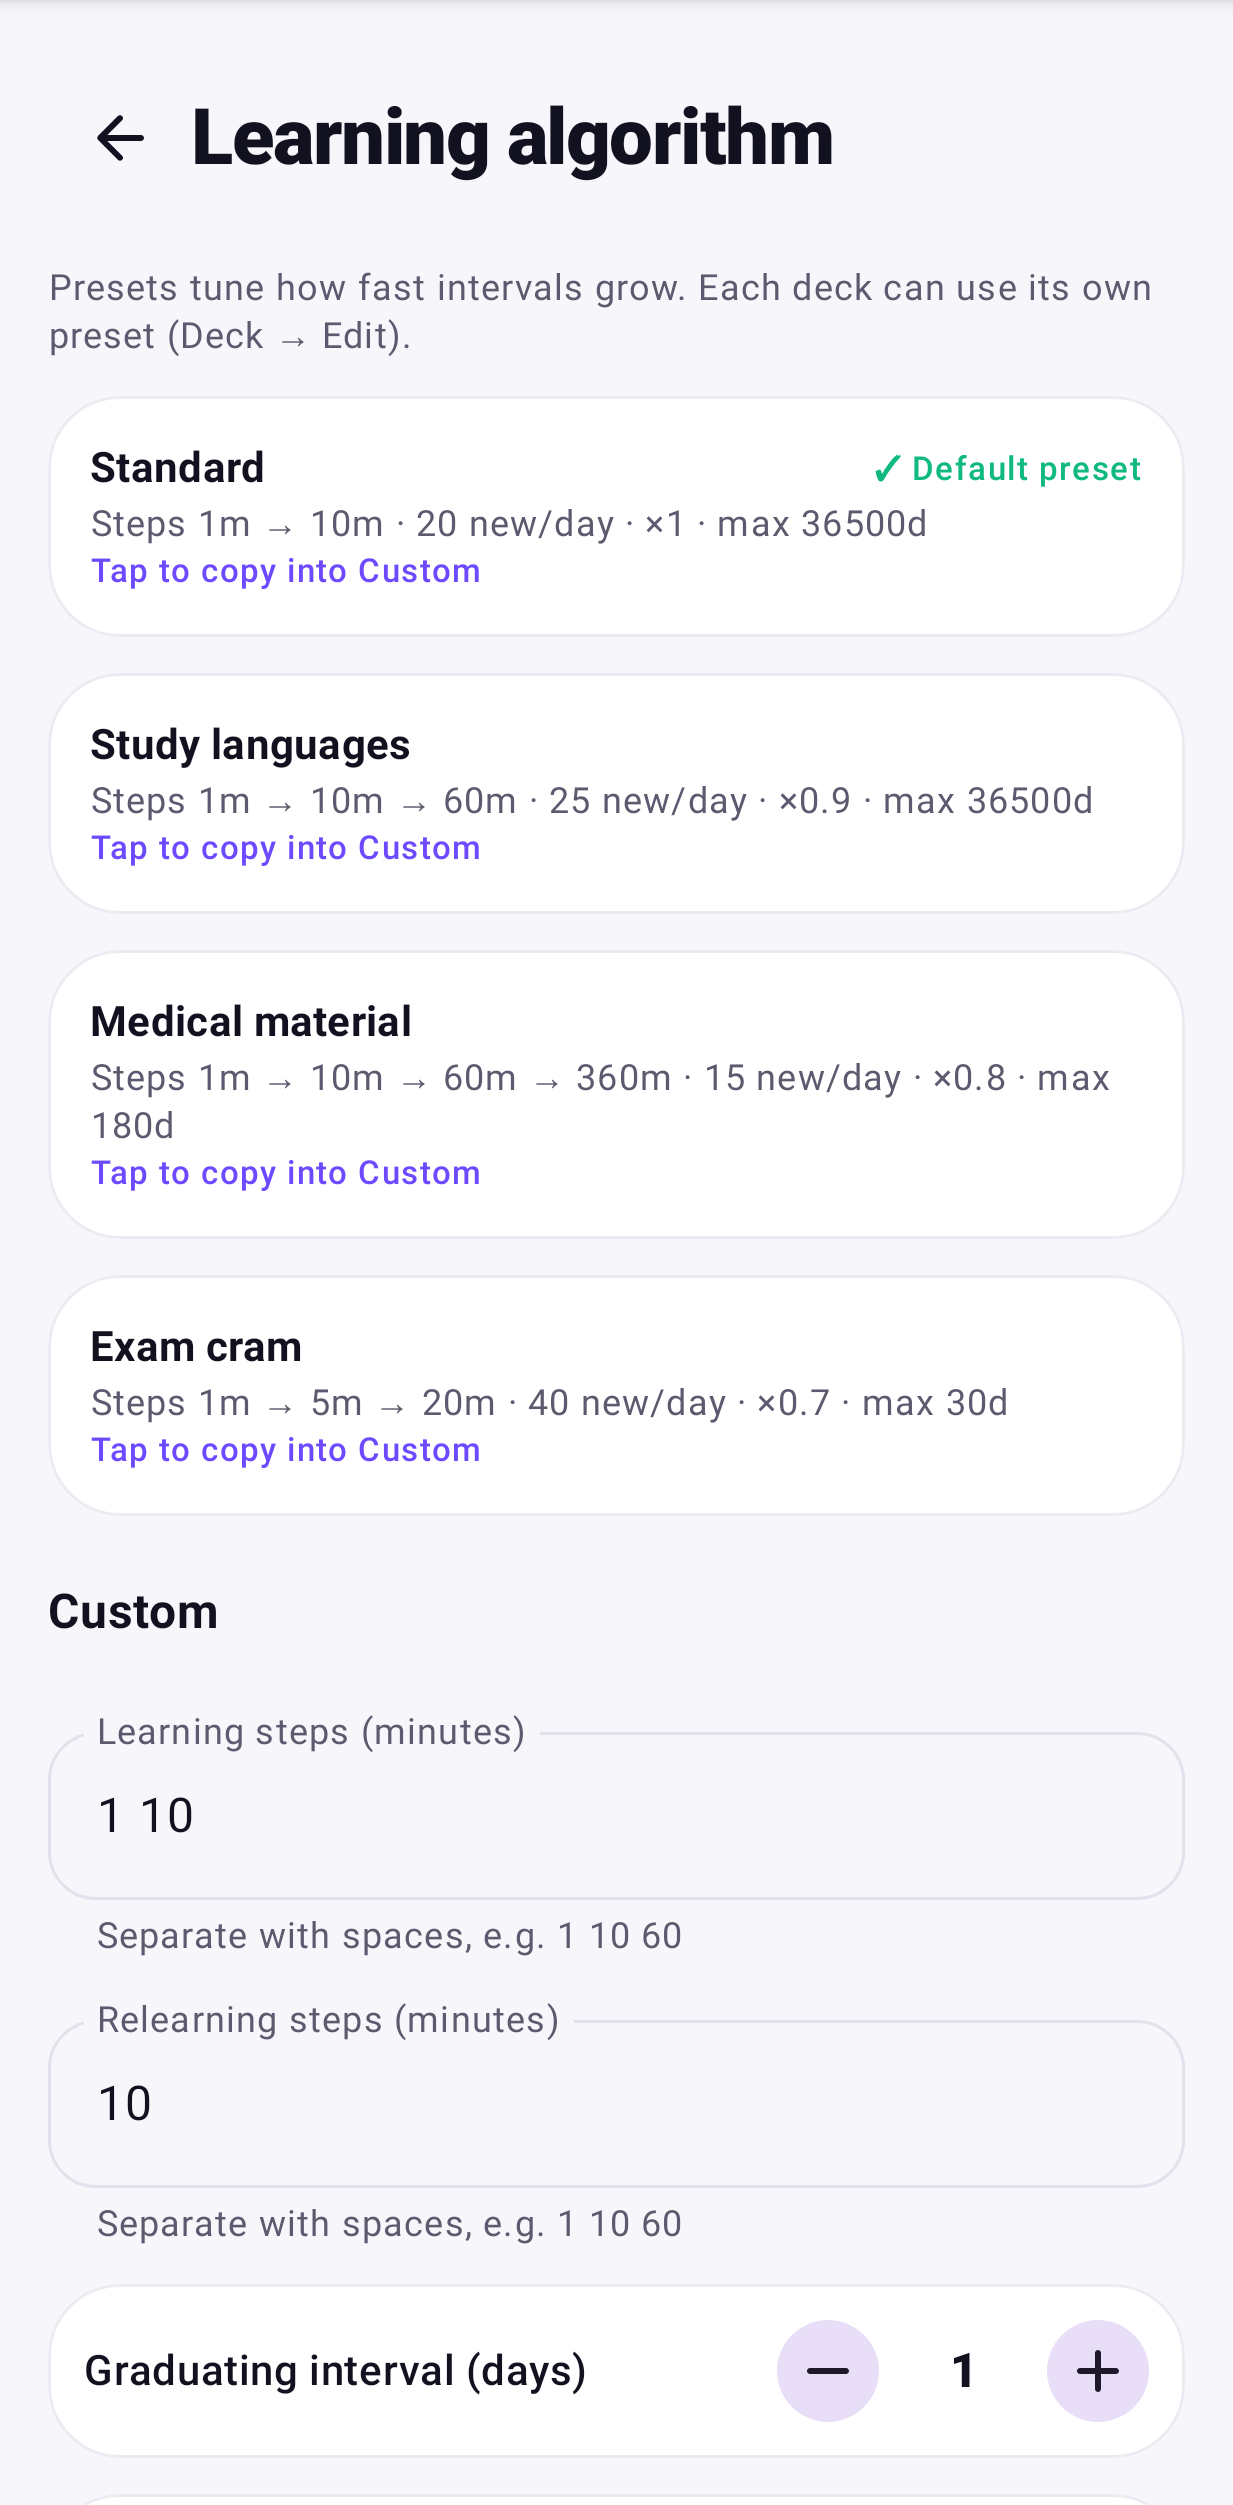 Learning algorithm
Presets tune how fast intervals grow. Each deck can use its own
preset (Deck → Edit).
Standard
✓ Default preset
Steps 1m → 10m · 20 new/day · ×1 · max 36500d
Tap to copy into Custom
Study languages
Steps 1m → 10m → 60m · 25 new/day · ×0.9 · max 36500d
Tap to copy into Custom
Medical material
Steps 1m → 10m → 60m → 360m · 15 new/day · ×0.8 · max
180d
Tap to copy into Custom
Exam cram
Steps 1m → 5m → 20m · 40 new/day · ×0.7 · max 30d
Tap to copy into Custom
Custom
Learning steps (minutes)
1 10
Separate with spaces, e.g. 1 10 60
Relearning steps (minutes)
10
Separate with spaces, e.g. 1 10 60
Graduating interval (days)
1